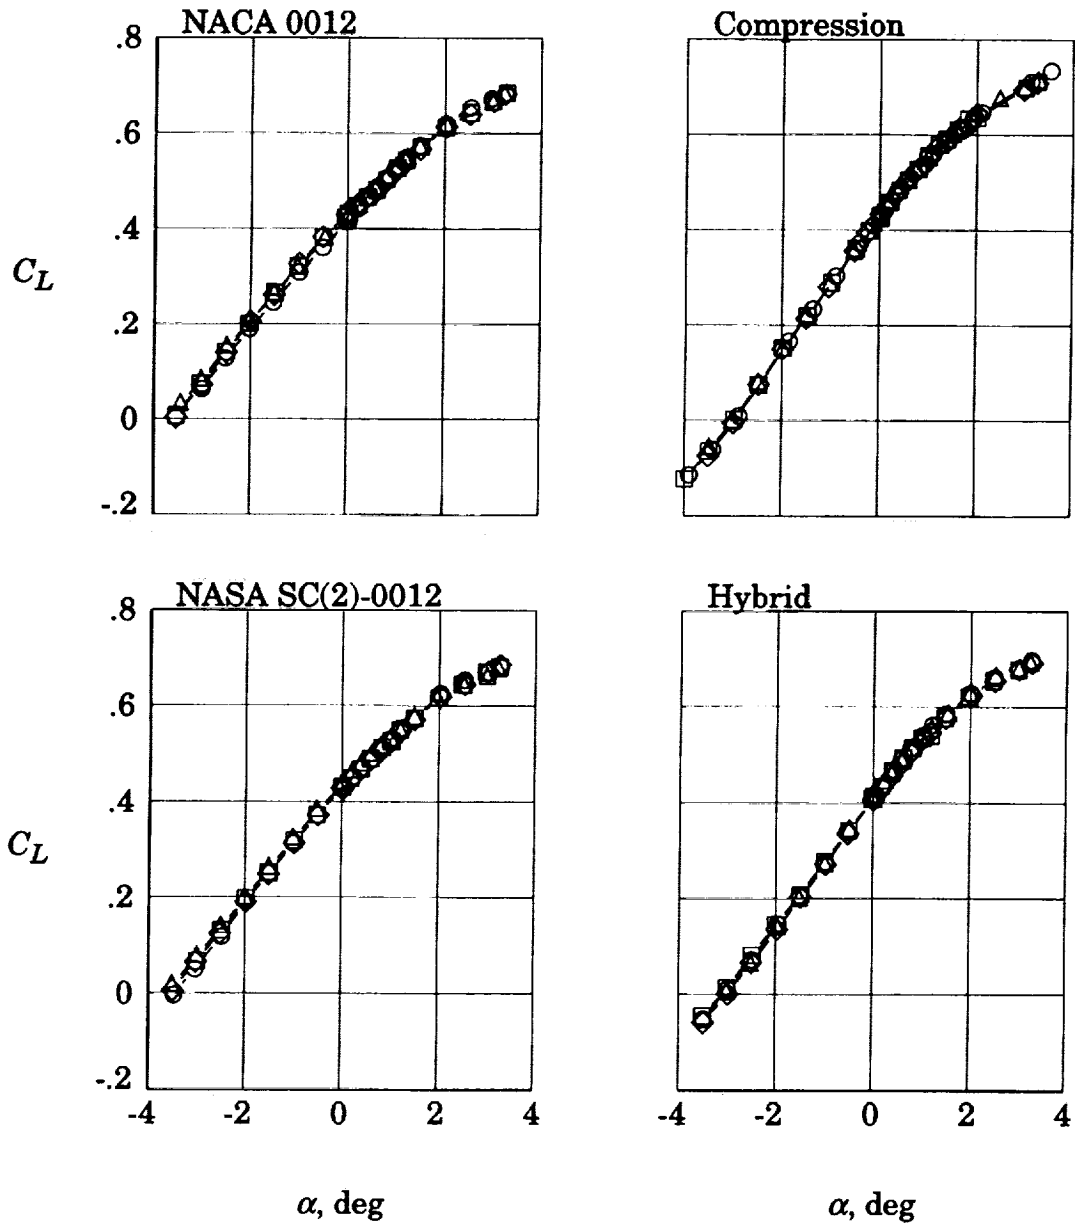 NACA 0012
Compression
.8
.6
.4
C_L
.2
0
-.2
NASA SC(2)-0012
Hybrid
.8
.6
.4
C_L
.2
0
-.2
-4 -2 0 2 4
-4 -2 0 2 4
α, deg
α, deg